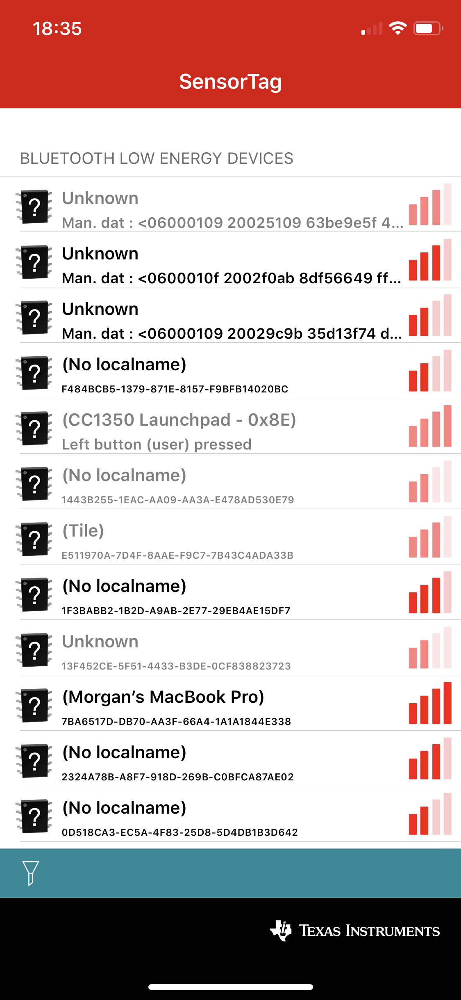 18:35
SensorTag
BLUETOOTH LOW ENERGY DEVICES
?
Unknown
Man. dat : <06000109 20025109 63be9e5f 4...
?
Unknown
Man. dat : <0600010f 2002f0ab 8df56649 ff...
?
Unknown
Man. dat : <06000109 20029c9b 35d13f74 d...
?
(No localname)
F484BCB5-1379-871E-8157-F9BFB14020BC
?
(CC1350 Launchpad - 0x8E)
Left button (user) pressed
?
(No localname)
1443B255-1EAC-AA09-AA3A-E478AD530E79
?
(Tile)
E511970A-7D4F-8AAE-F9C7-7B43C4ADA33B
?
(No localname)
1F3BABB2-1B2D-A9AB-2E77-29EB4AE15DF7
?
Unknown
13F452CE-5F51-4433-B3DE-0CF838823723
?
(Morgan’s MacBook Pro)
7BA6517D-DB70-AA3F-66A4-1A1A1844E338
?
(No localname)
2324A78B-A8F7-918D-269B-C0BFCA87AE02
?
(No localname)
0D518CA3-EC5A-4F83-25D8-5D4DB1B3D642
TEXAS INSTRUMENTS